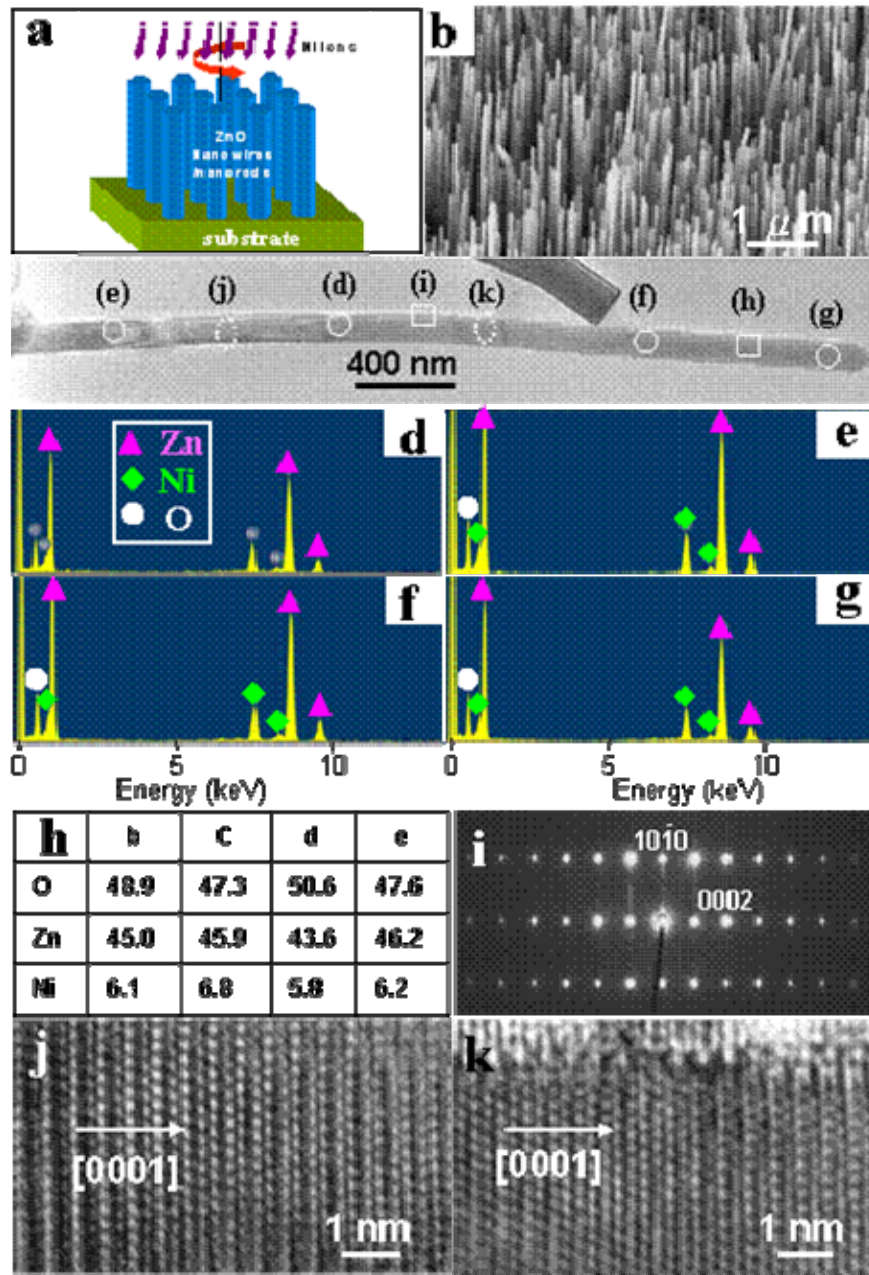 a
Ni Ions
ZnO
Nanowires
/nanorods
substrate
b
1 μm
(e) (j) (d) (i) (k) (f) (h) (g)
400 nm
d
Zn
Ni
O
e
f
g
0 5 10
Energy (keV)
0 5 10
Energy (keV)
h b C d e
O 48.9 47.3 50.6 47.6
Zn 45.0 45.9 43.6 46.2
Ni 6.1 6.8 5.8 6.2
i
101̄0
0002
j
[0001]
1 nm
k
[0001]
1 nm